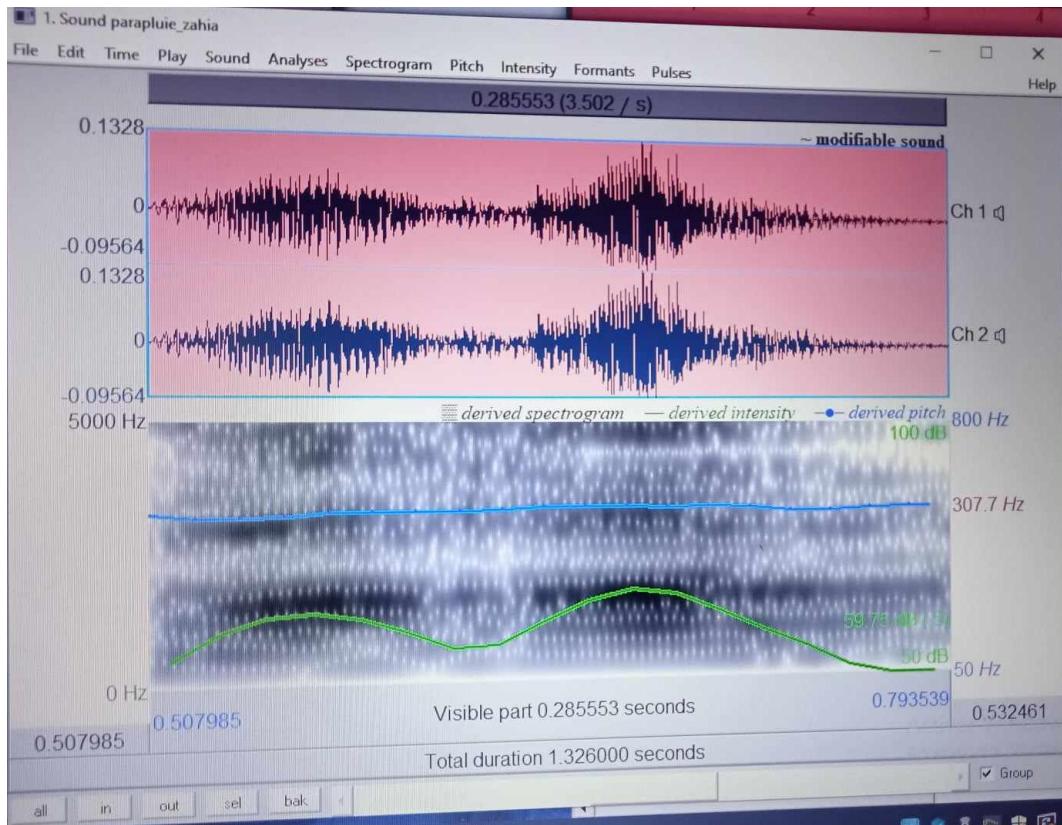 1 2 3 4
1. Sound parapluie_zahia
File Edit Time Play Sound Analyses Spectrogram Pitch Intensity Formants Pulses
Help
0.285553 (3.502 / s)
0.1328
~ modifiable sound
0
Ch 1
-0.09564
0.1328
0
Ch 2
-0.09564
derived spectrogram derived intensity derived pitch
5000 Hz
800 Hz
100 dB
307.7 Hz
50 dB
0 Hz
50 Hz
0.507985
Visible part 0.285553 seconds
0.793539
0.507985
0.532461
Total duration 1.326000 seconds
Group
all in out sel bak